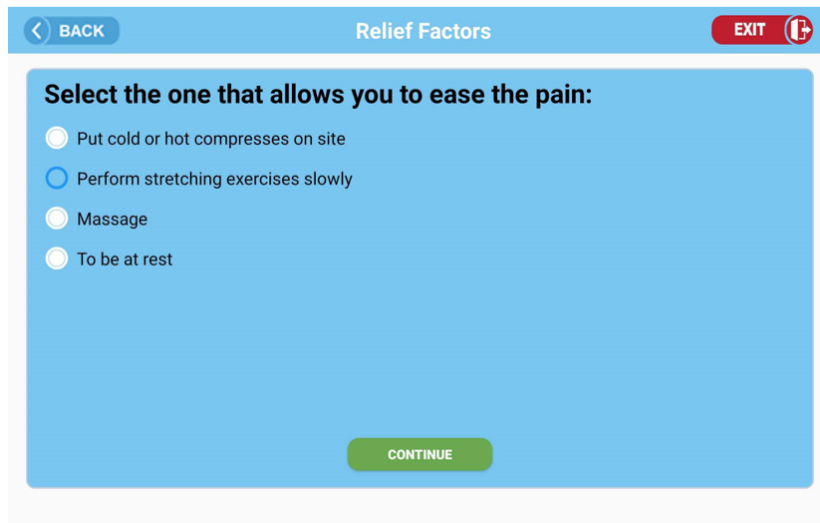 BACK
Relief Factors
EXIT
Select the one that allows you to ease the pain:
Put cold or hot compresses on site
Perform stretching exercises slowly
Massage
To be at rest
CONTINUE